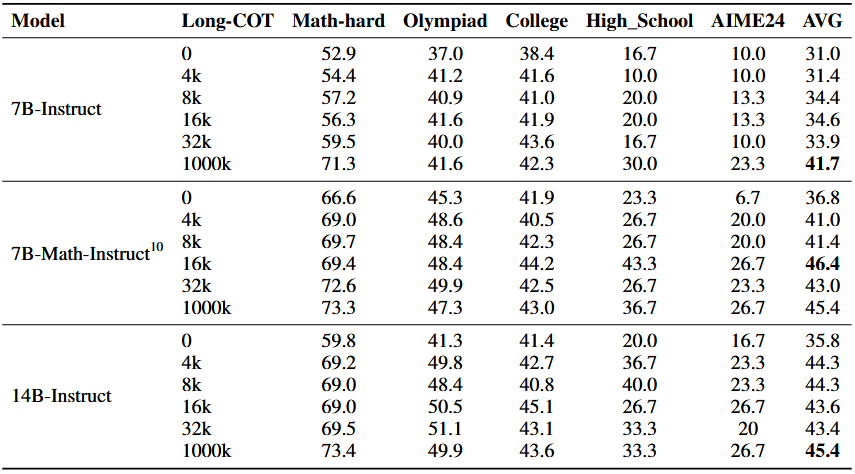 Model Long-COT Math-hard Olympiad College High_School AIME24 AVG
0 52.9 37.0 38.4 16.7 10.0 31.0
4k 54.4 41.2 41.6 10.0 10.0 31.4
8k 57.2 40.9 41.0 20.0 13.3 34.4
7B-Instruct
16k 56.3 41.6 41.9 20.0 13.3 34.6
32k 59.5 40.0 43.6 16.7 10.0 33.9
1000k 71.3 41.6 42.3 30.0 23.3 41.7
0 66.6 45.3 41.9 23.3 6.7 36.8
4k 69.0 48.6 40.5 26.7 20.0 41.0
8k 69.7 48.4 42.3 26.7 20.0 41.4
7B-Math-Instruct¹⁰
16k 69.4 48.4 44.2 43.3 26.7 46.4
32k 72.6 49.9 42.5 26.7 23.3 43.0
1000k 73.3 47.3 43.0 36.7 26.7 45.4
0 59.8 41.3 41.4 20.0 16.7 35.8
4k 69.2 49.8 42.7 36.7 23.3 44.3
8k 69.0 48.4 40.8 40.0 23.3 44.3
14B-Instruct
16k 69.0 50.5 45.1 26.7 26.7 43.6
32k 69.5 51.1 43.1 33.3 20 43.4
1000k 73.4 49.9 43.6 33.3 26.7 45.4